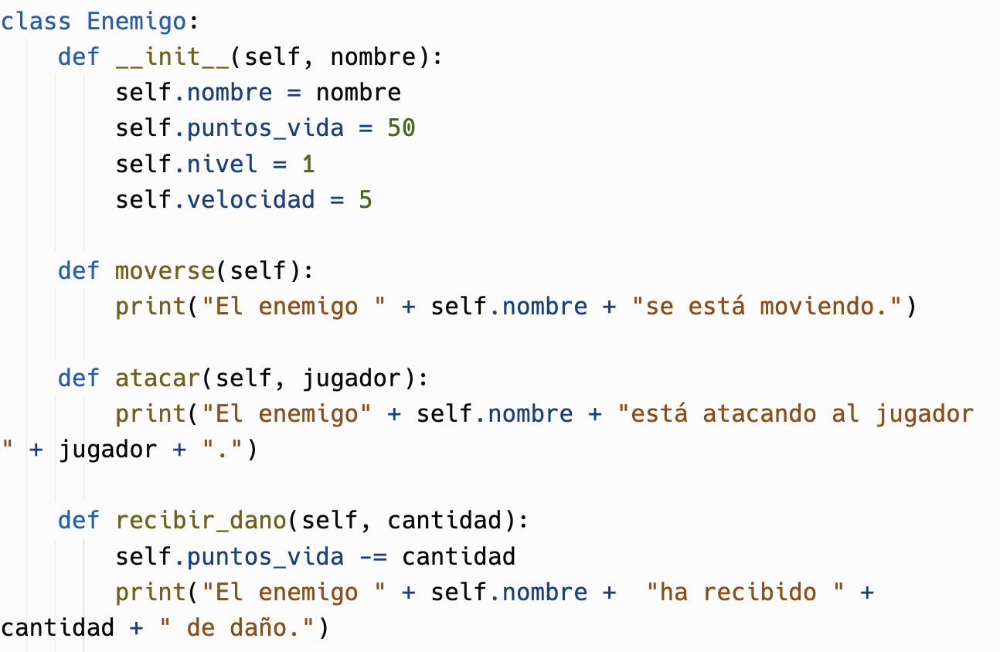 class Enemigo:
    def __init__(self, nombre):
        self.nombre = nombre
        self.puntos_vida = 50
        self.nivel = 1
        self.velocidad = 5

    def moverse(self):
        print("El enemigo " + self.nombre + "se está moviendo.")

    def atacar(self, jugador):
        print("El enemigo" + self.nombre + "está atacando al jugador
" + jugador + ".")

    def recibir_dano(self, cantidad):
        self.puntos_vida -= cantidad
        print("El enemigo " + self.nombre +  "ha recibido " +
cantidad + " de daño.")